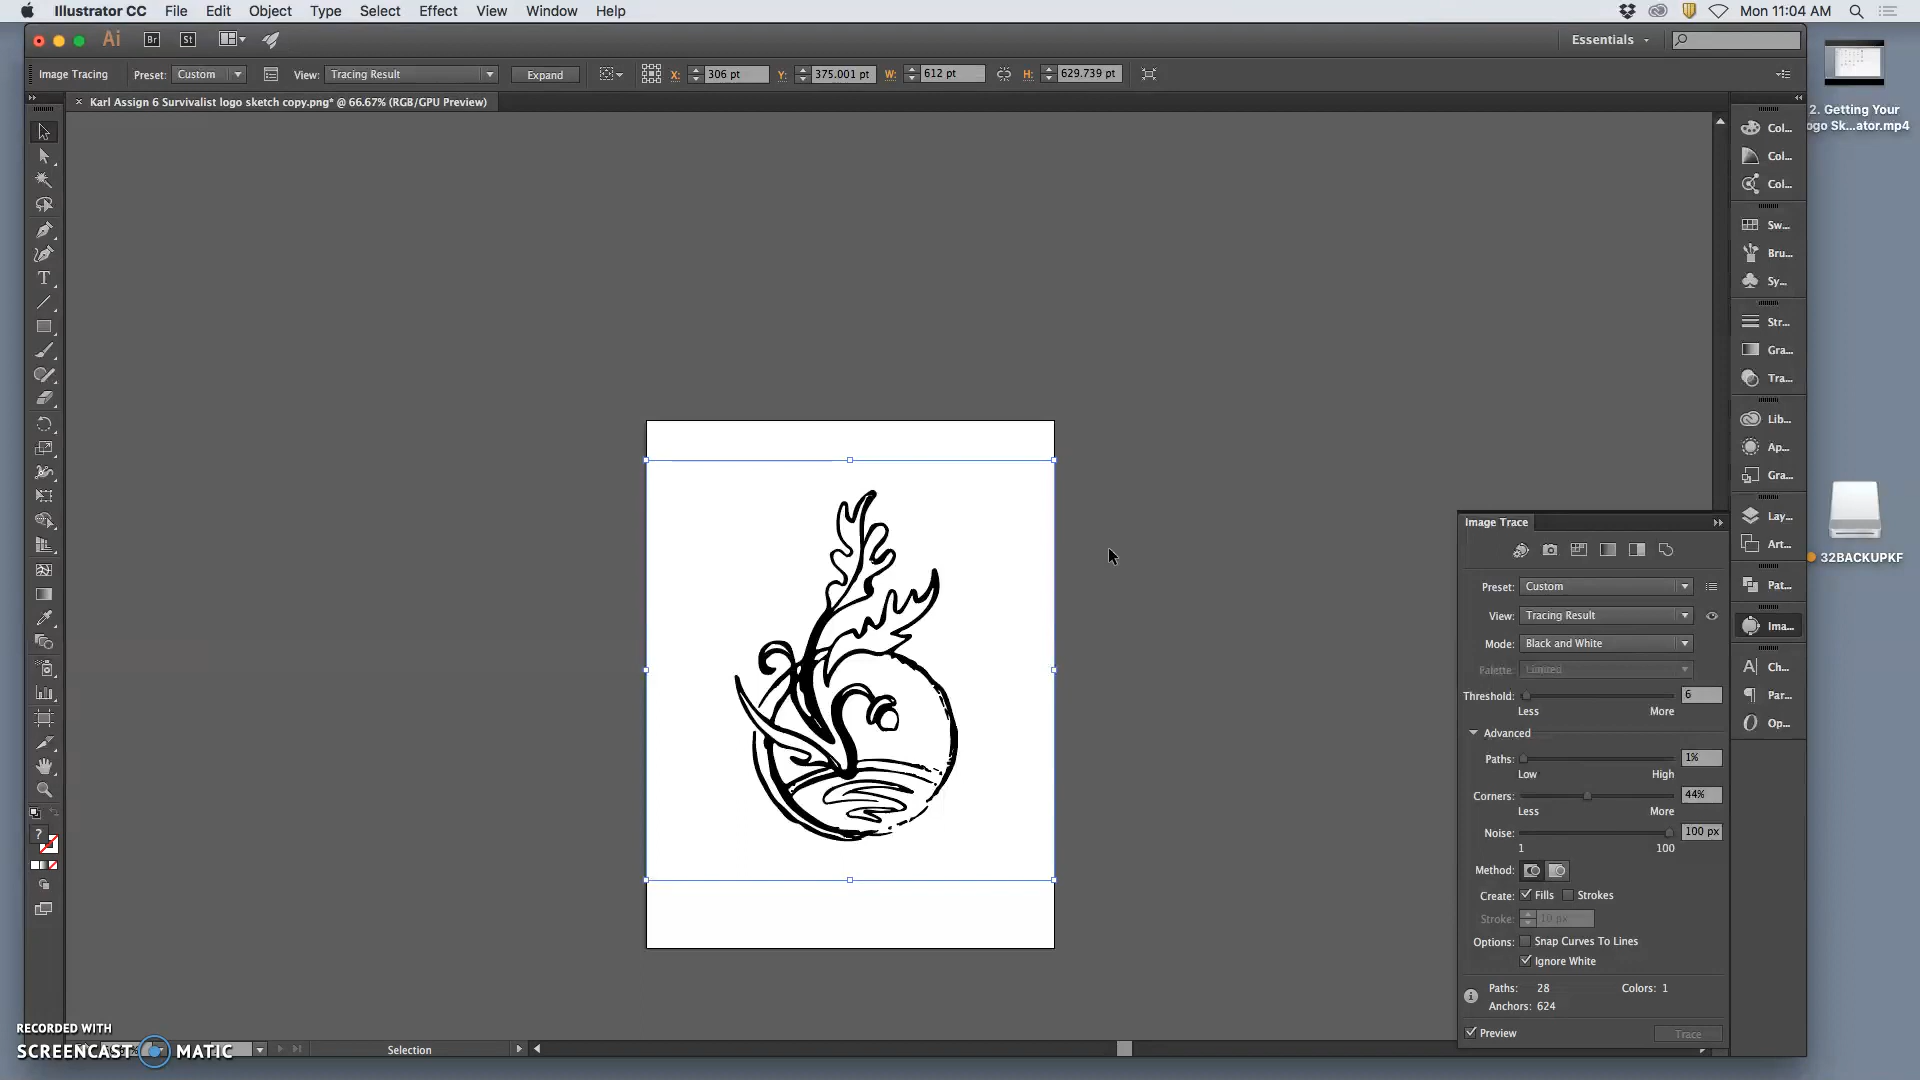 Illustrator CC File Edit Object Type Select Effect View Window Help Mon 11:04 AM
Ai Br St Essentials
Image Tracing Preset: Custom View: Tracing Result Expand X: 306 pt Y: 375.001 pt W: 612 pt H: 629.739 pt
× Karl Assign 6 Survivalist logo sketch copy.png* @ 66.67% (RGB/GPU Preview)
2. Getting Your
ogo Sk...ator.mp4
Col...
Col...
Col...
Sw...
Bru...
Sy...
Str...
Gra...
Tra...
Lib...
Ap...
Gra...
Lay...
Art...
Pat...
Ima...
Ch...
Par...
Op...
32BACKUPKF
Image Trace
Preset: Custom
View: Tracing Result
Mode: Black and White
Palette: Limited
Threshold: 6
Less More
Advanced
Paths: 1%
Low High
Corners: 44%
Less More
Noise: 100 px
1 100
Method:
Create: Fills Strokes
Stroke: 10 px
Options: Snap Curves To Lines
Ignore White
Paths: 28 Colors: 1
Anchors: 624
Preview Trace
RECORDED WITH
SCREENCAST MATIC
Selection